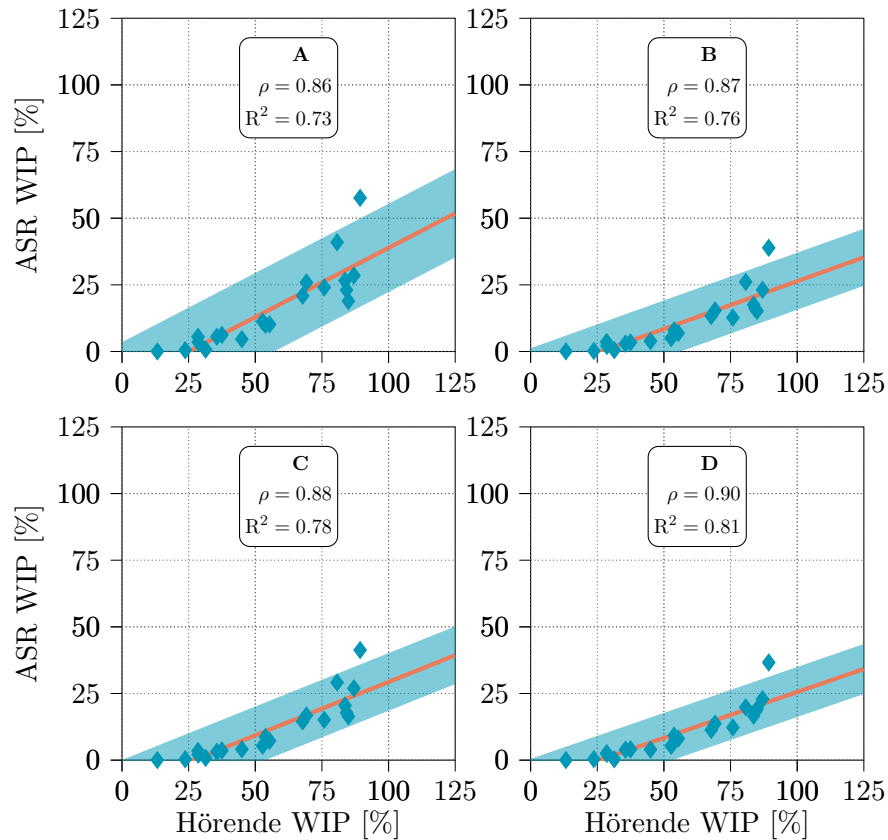 125
100
75
50
25
0
ASR WIP [%]
A
ρ = 0.86
R² = 0.73
0 25 50 75 100 125
125
100
75
50
25
0
B
ρ = 0.87
R² = 0.76
0 25 50 75 100 125
125
100
75
50
25
0
ASR WIP [%]
C
ρ = 0.88
R² = 0.78
0 25 50 75 100 125
Hörende WIP [%]
125
100
75
50
25
0
D
ρ = 0.90
R² = 0.81
0 25 50 75 100 125
Hörende WIP [%]